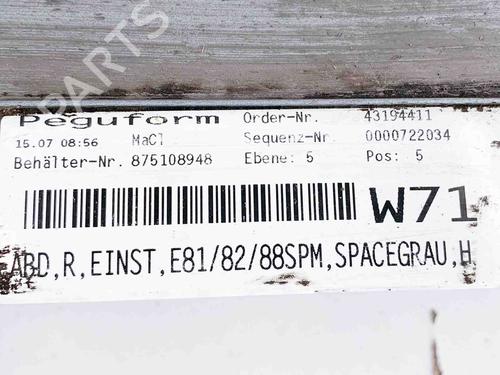 PARTS
Peguform Order-Nr. 43194411
15.07 08:56 MaCl Sequenz-Nr. 0000722034
Behälter-Nr. 875108948 Ebene: 5 Pos: 5
W71
ABD,R,EINST,E81/82/88SPM,SPACEGRAU,H